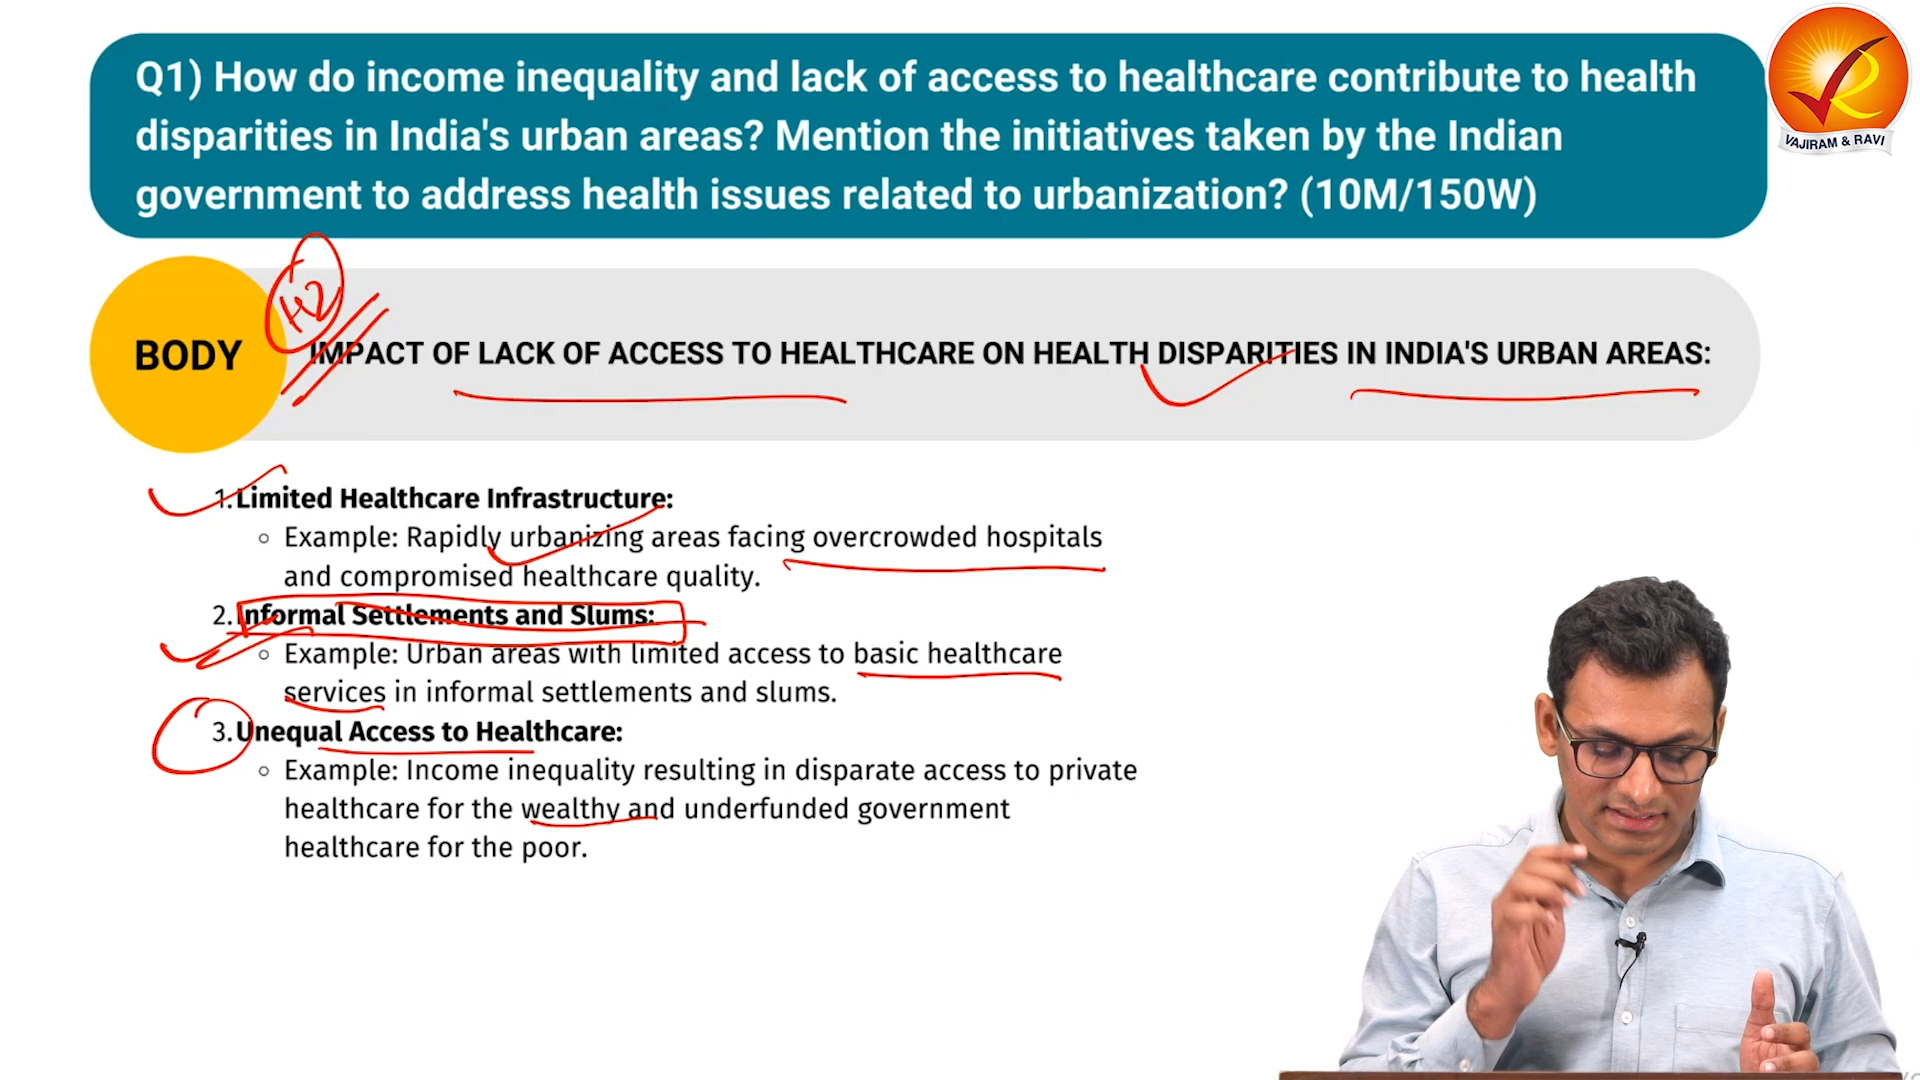 Q1) How do income inequality and lack of access to healthcare contribute to health
disparities in India's urban areas? Mention the initiatives taken by the Indian
government to address health issues related to urbanization? (10M/150W)
VAJIRAM & RAVI
H2
BODY
IMPACT OF LACK OF ACCESS TO HEALTHCARE ON HEALTH DISPARITIES IN INDIA'S URBAN AREAS:
1. Limited Healthcare Infrastructure:
Example: Rapidly urbanizing areas facing overcrowded hospitals
and compromised healthcare quality.
2. Informal Settlements and Slums:
Example: Urban areas with limited access to basic healthcare
services in informal settlements and slums.
3. Unequal Access to Healthcare:
Example: Income inequality resulting in disparate access to private
healthcare for the wealthy and underfunded government
healthcare for the poor.